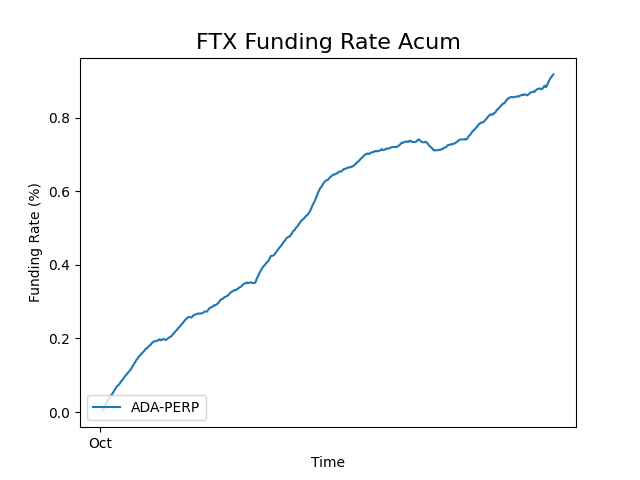 FTX Funding Rate Acum
Funding Rate (%)
0.8
0.6
0.4
0.2
0.0
ADA-PERP
Oct
Time